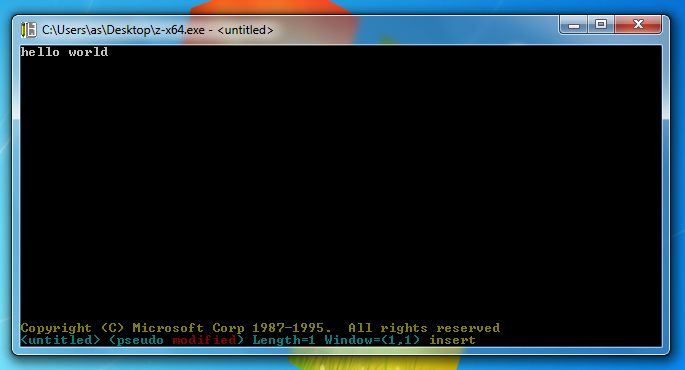 C:\Users\as\Desktop\z-x64.exe - <untitled>
hello world
Copyright (C) Microsoft Corp 1987-1995.  All rights reserved
<untitled> (pseudo modified) Length=1 Window=(1,1) insert